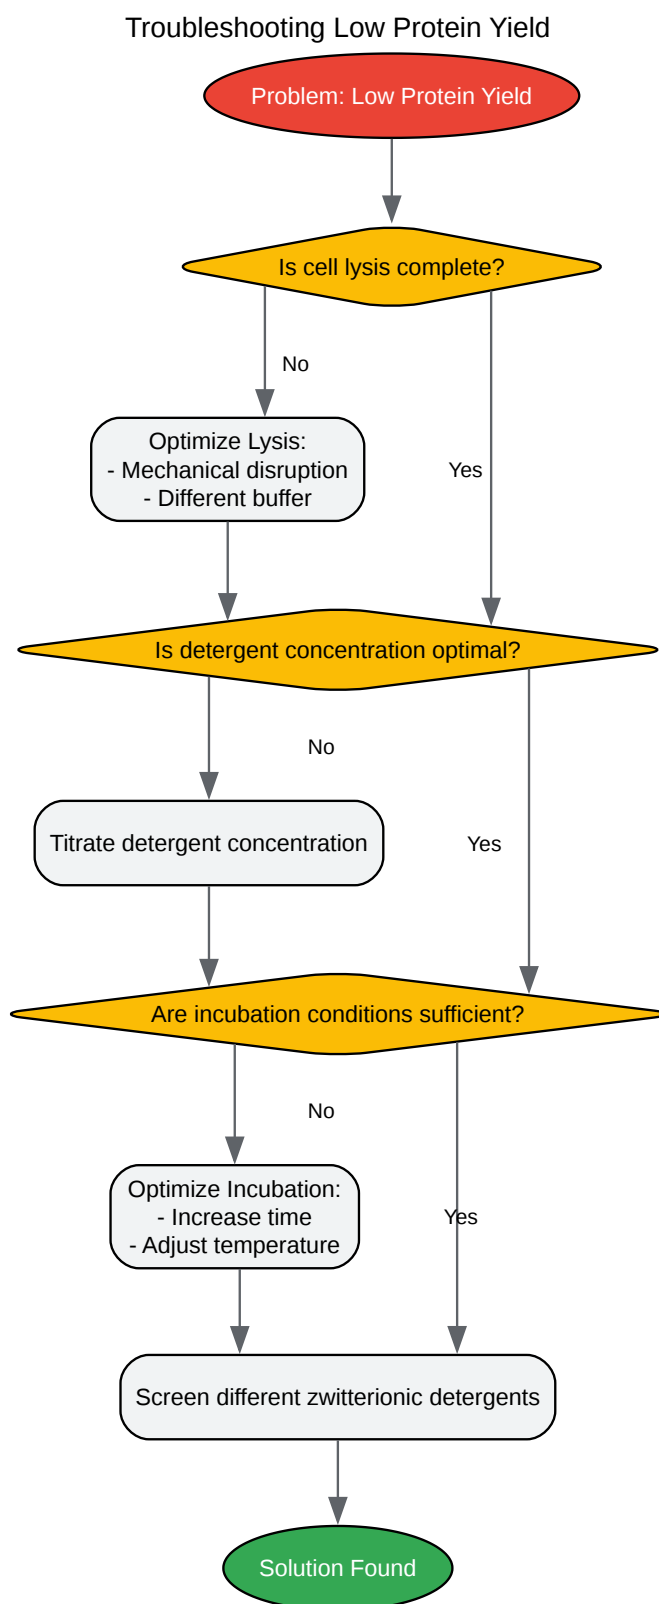 Troubleshooting Low Protein Yield
Problem: Low Protein Yield
Is cell lysis complete?
No
Optimize Lysis:
- Mechanical disruption
- Different buffer
Yes
Is detergent concentration optimal?
No
Titrate detergent concentration
Yes
Are incubation conditions sufficient?
No
Optimize Incubation:
- Increase time
- Adjust temperature
Yes
Screen different zwitterionic detergents
Solution Found